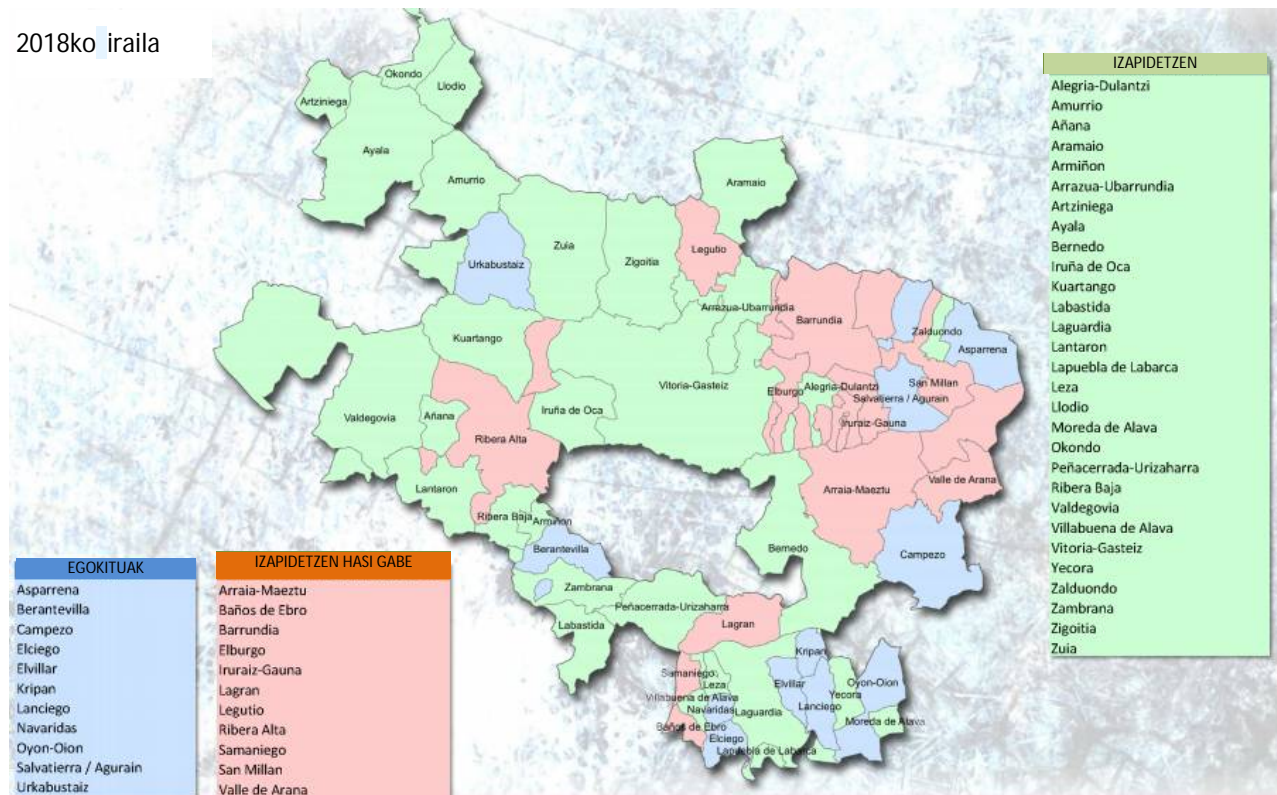 2018ko iraila
Okondo
Llodio
Artziniega
Ayala
Amurrio
Aramaio
Urkabustaiz
Zuia
Zigoitia
Legutio
Arrazua-Ubarrundia
Barrundia
Zalduondo
Asparrena
Kuartango
Vitoria-Gasteiz
Elburgo
Alegria-Dulantzi
San Millan
Salvatierra / Agurain
Iruraiz-Gauna
Valdegovia
Añana
Iruña de Oca
Ribera Alta
Lantaron
Arraia-Maeztu
Valle de Arana
Ribera Baja
Armiñon
Berantevilla
Bernedo
Campezo
Zambrana
Peñacerrada-Urizaharra
Labastida
Lagran
Kripan
Samaniego
Leza
Elvillar
Oyon-Oion
Villabuena de Alava
Yecora
Navaridas
Laguardia
Lanciego
Moreda de Alava
Baños de Ebro
Elciego
Lapuebla de Labarca
EGOKITUAK
Asparrena
Berantevilla
Campezo
Elciego
Elvillar
Kripan
Lanciego
Navaridas
Oyon-Oion
Salvatierra / Agurain
Urkabustaiz
IZAPIDETZEN HASI GABE
Arraia-Maeztu
Baños de Ebro
Barrundia
Elburgo
Iruraiz-Gauna
Lagran
Legutio
Ribera Alta
Samaniego
San Millan
Valle de Arana
IZAPIDETZEN
Alegria-Dulantzi
Amurrio
Añana
Aramaio
Armiñon
Arrazua-Ubarrundia
Artziniega
Ayala
Bernedo
Iruña de Oca
Kuartango
Labastida
Laguardia
Lantaron
Lapuebla de Labarca
Leza
Llodio
Moreda de Alava
Okondo
Peñacerrada-Urizaharra
Ribera Baja
Valdegovia
Villabuena de Alava
Vitoria-Gasteiz
Yecora
Zalduondo
Zambrana
Zigoitia
Zuia